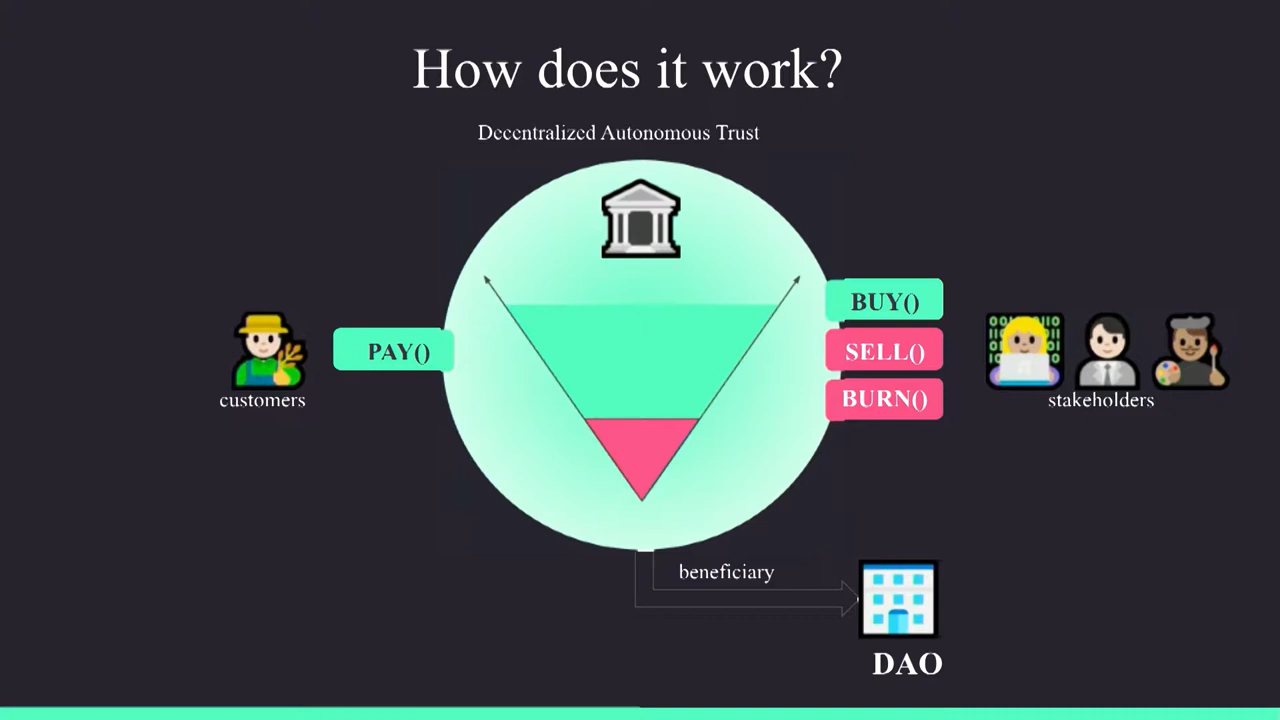 How does it work?
Decentralized Autonomous Trust
BUY()
PAY()
SELL()
BURN()
customers
stakeholders
beneficiary
DAO